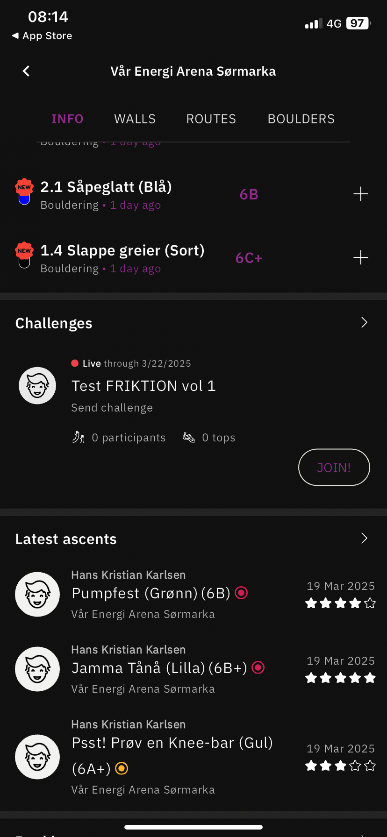 08:14
4G 97
App Store
Vår Energi Arena Sørmarka
INFO WALLS ROUTES BOULDERS
Bouldering • 1 day ago
NEW
2.1 Såpeglatt (Blå)
6B
Bouldering • 1 day ago
NEW
1.4 Slappe greier (Sort)
6C+
Bouldering • 1 day ago
Challenges
Live through 3/22/2025
Test FRIKTION vol 1
Send challenge
0 participants 0 tops
JOIN!
Latest ascents
Hans Kristian Karlsen
Pumpfest (Grønn) (6B)
19 Mar 2025
Vår Energi Arena Sørmarka
Hans Kristian Karlsen
Jamma Tånå (Lilla) (6B+)
19 Mar 2025
Vår Energi Arena Sørmarka
Hans Kristian Karlsen
Psst! Prøv en Knee-bar (Gul)
(6A+)
19 Mar 2025
Vår Energi Arena Sørmarka